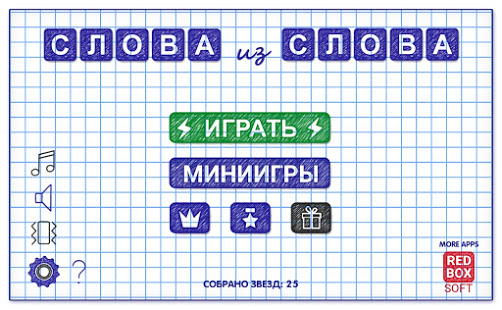 СЛОВА из СЛОВА
ИГРАТЬ
МИНИИГРЫ
?
MORE APPS
RED
BOX
SOFT
СОБРАНО ЗВЕЗД: 25